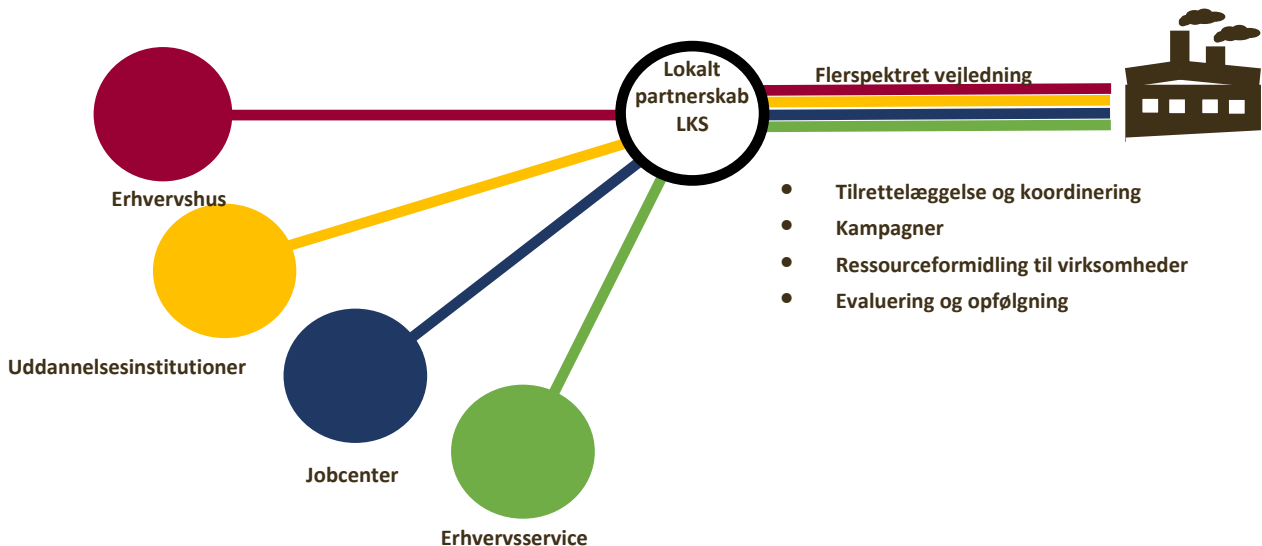 Lokalt
partnerskab
LKS
Flerspektret vejledning
Erhvervshus
Uddannelsesinstitutioner
Jobcenter
Erhvervsservice
• Tilrettelæggelse og koordinering
• Kampagner
• Ressourceformidling til virksomheder
• Evaluering og opfølgning